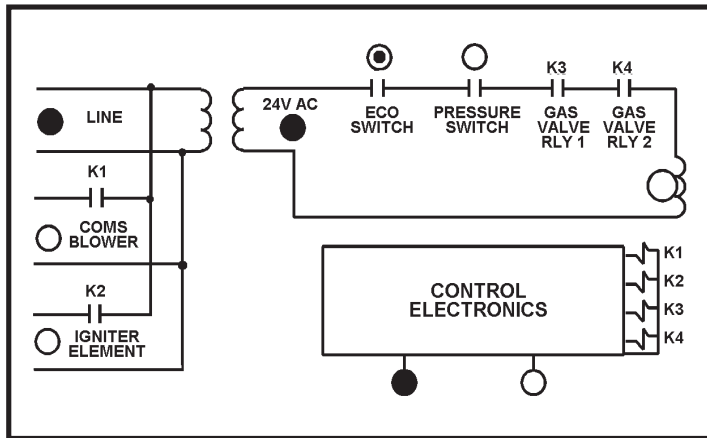 LINE
24V AC
ECO
SWITCH
PRESSURE
SWITCH
K3
GAS
VALVE
RLY 1
K4
GAS
VALVE
RLY 2
K1
COMS
BLOWER
K2
IGNITER
ELEMENT
CONTROL
ELECTRONICS
K1
K2
K3
K4